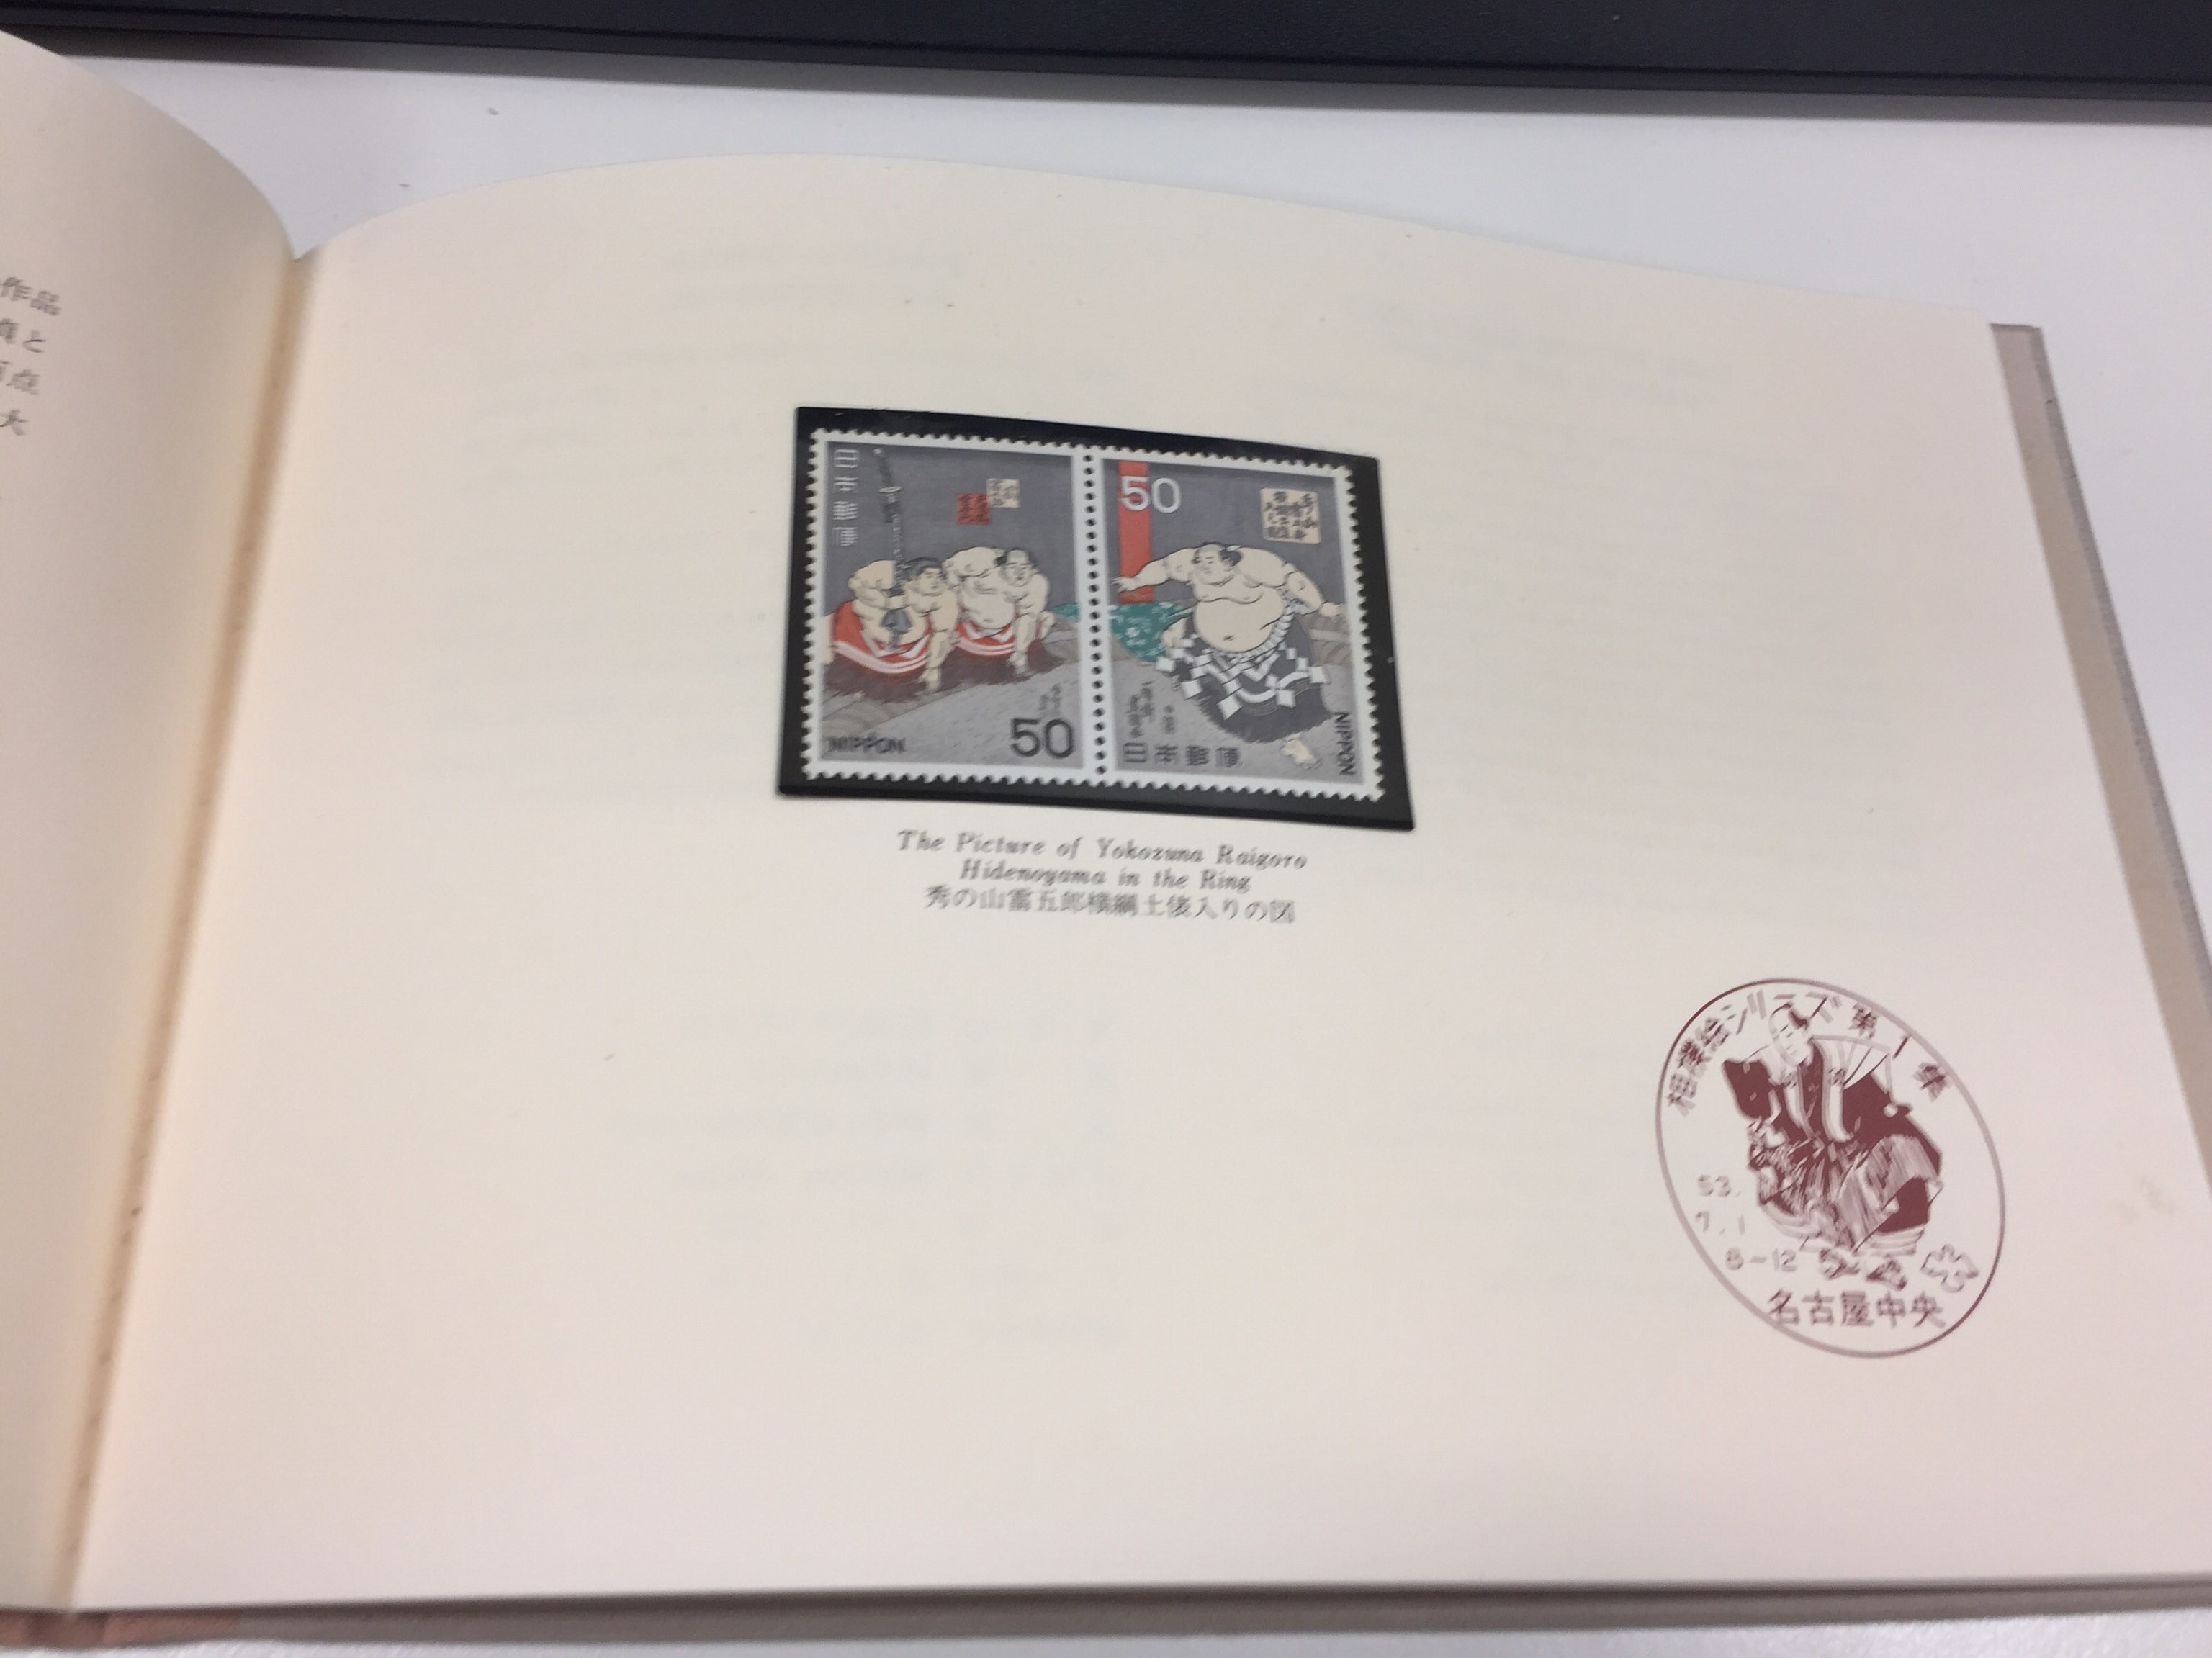 作品
と
点
大
日本郵便
NIPPON
50
50
日本郵便
NIPPON
The Picture of Yokozuna Raigoro
Hidenoyama in the Ring
秀の山雷五郎横綱土俵入りの図
相撲絵シリーズ第1集
53.
7.1
8-12
名古屋中央